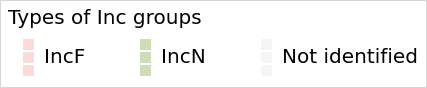 Types of Inc groups
IncF IncN Not identified